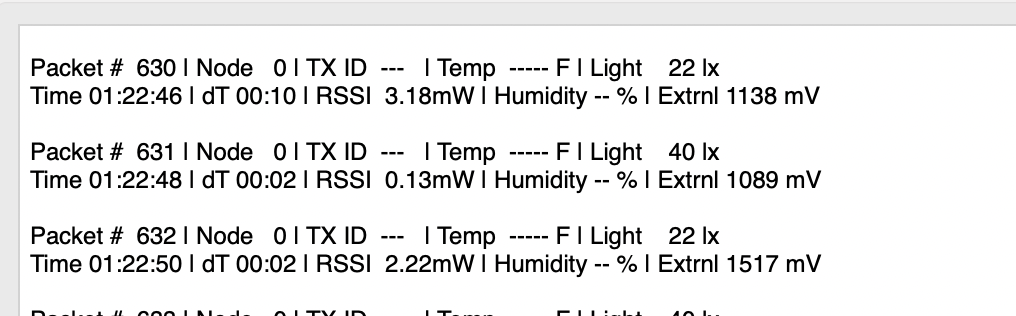 Packet #  630 | Node   0 | TX ID  ---   | Temp  ----- F | Light    22 lx
Time 01:22:46 | dT 00:10 | RSSI  3.18mW | Humidity -- % | Extrnl 1138 mV
Packet #  631 | Node   0 | TX ID  ---   | Temp  ----- F | Light    40 lx
Time 01:22:48 | dT 00:02 | RSSI  0.13mW | Humidity -- % | Extrnl 1089 mV
Packet #  632 | Node   0 | TX ID  ---   | Temp  ----- F | Light    22 lx
Time 01:22:50 | dT 00:02 | RSSI  2.22mW | Humidity -- % | Extrnl 1517 mV